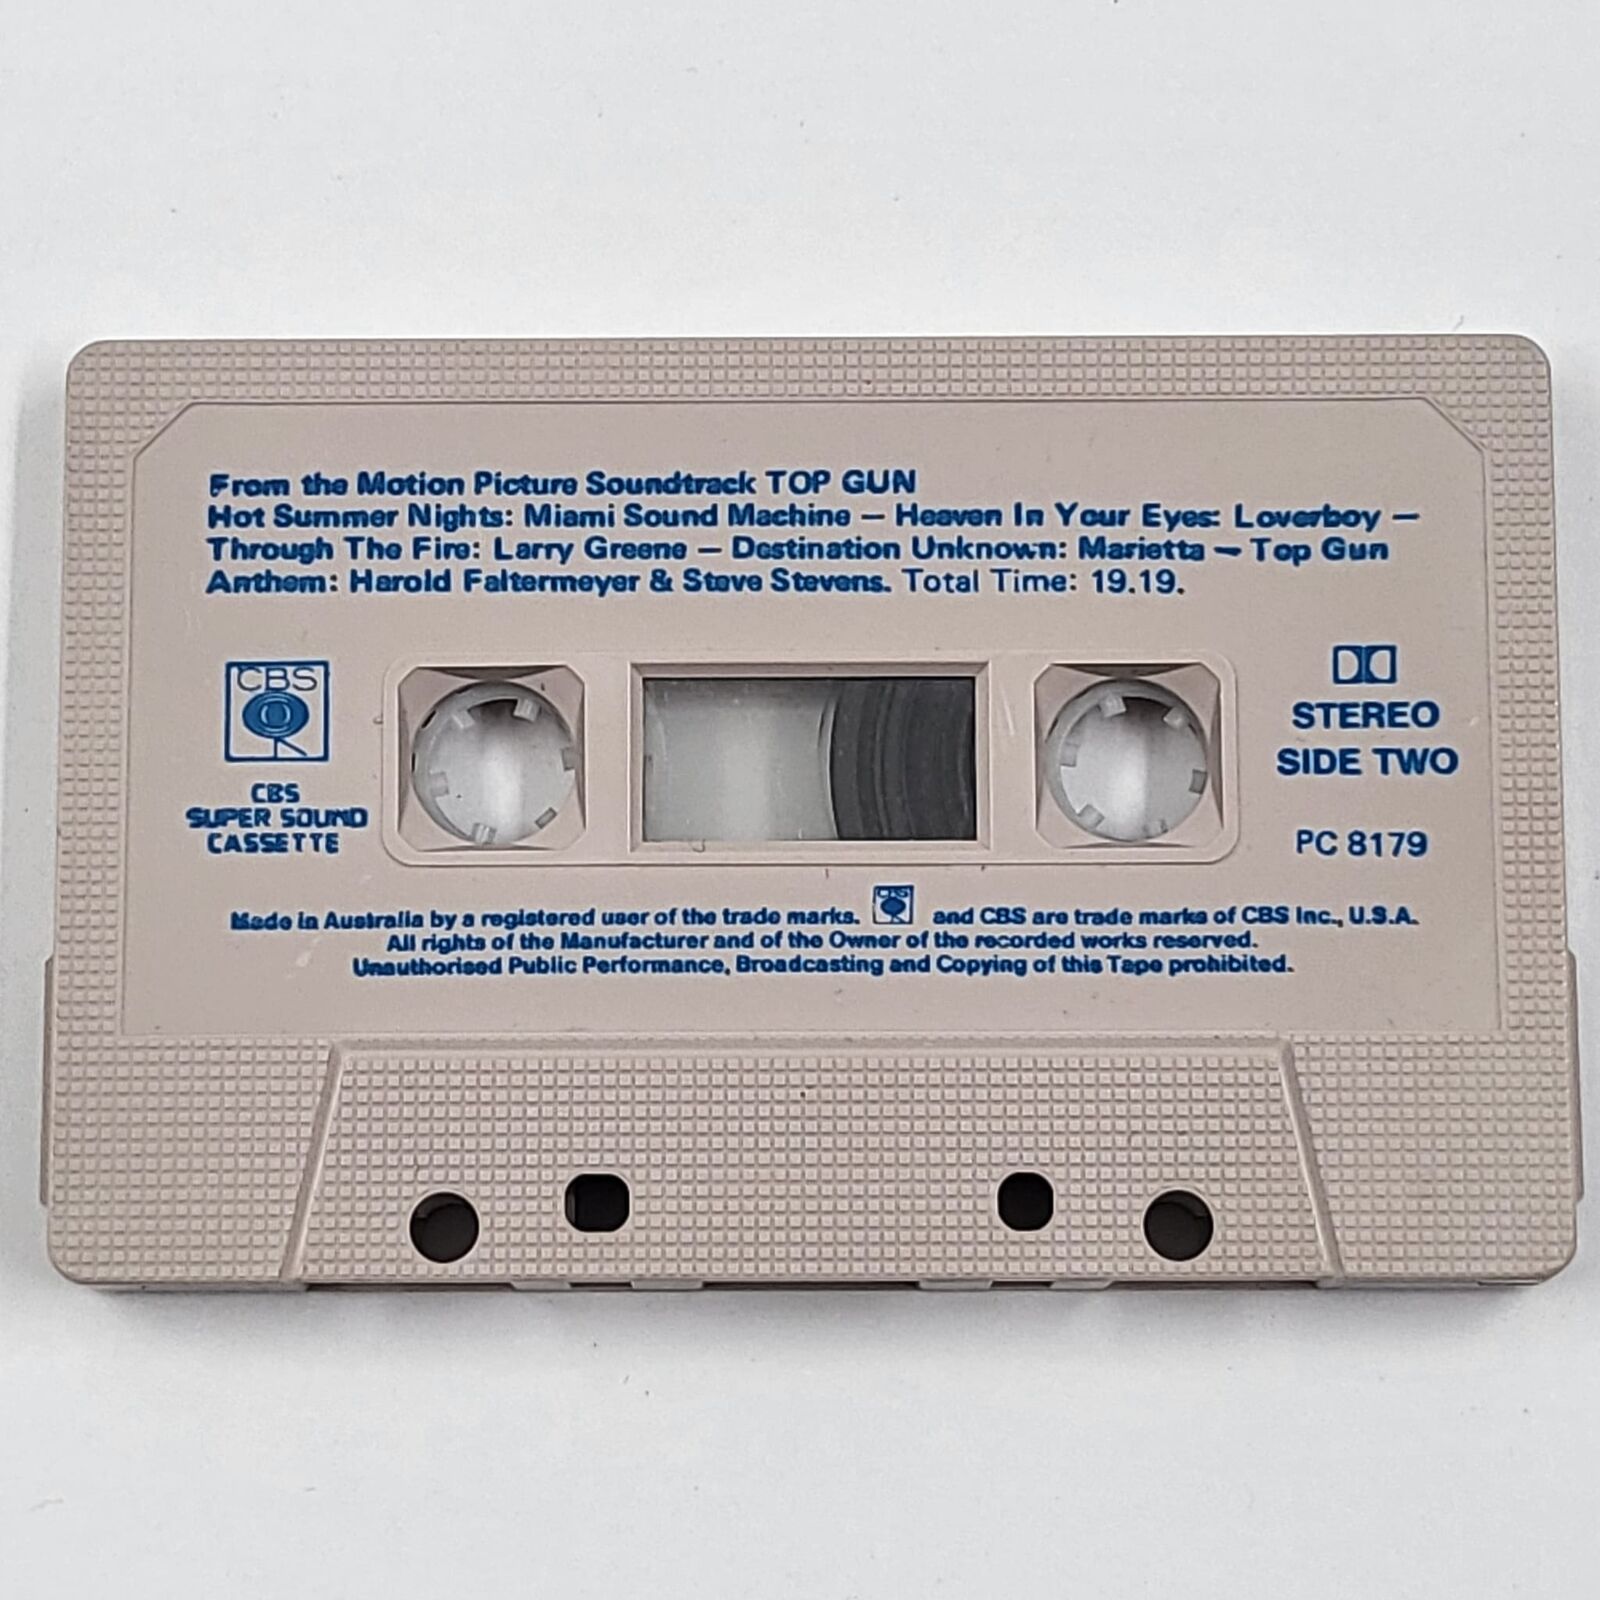 From the Motion Picture Soundtrack TOP GUN
Hot Summer Nights: Miami Sound Machine — Heaven In Your Eyes: Loverboy —
Through The Fire: Larry Greene — Destination Unknown: Marietta — Top Gun
Anthem: Harold Faltermeyer & Steve Stevens. Total Time: 19.19.
CBS
CBS
SUPER SOUND
CASSETTE
STEREO
SIDE TWO
PC 8179
Made in Australia by a registered user of the trade marks. CBS and CBS are trade marks of CBS Inc., U.S.A.
All rights of the Manufacturer and of the Owner of the recorded works reserved.
Unauthorised Public Performance, Broadcasting and Copying of this Tape prohibited.